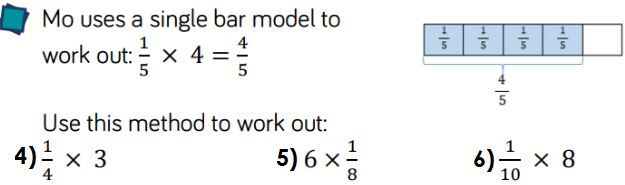 Mo uses a single bar model to
work out: 1/5 × 4 = 4/5
1/5 1/5 1/5 1/5
4/5
Use this method to work out:
4) 1/4 × 3 5) 6 × 1/8 6) 1/10 × 8